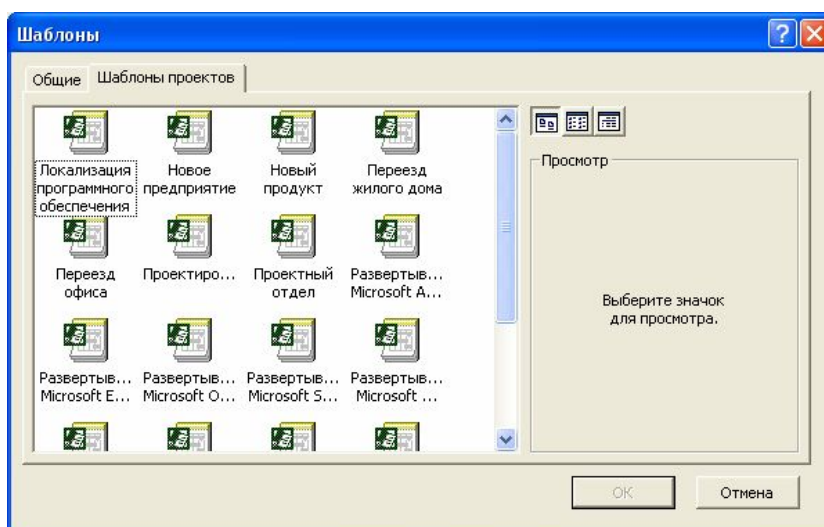 Шаблоны
Общие
Шаблоны проектов
Локализация
программного
обеспечения
Новое
предприятие
Новый
продукт
Переезд
жилого дома
Переезд
офиса
Проектиро...
Проектный
отдел
Развертыв...
Microsoft A...
Развертыв...
Microsoft E...
Развертыв...
Microsoft O...
Развертыв...
Microsoft S...
Развертыв...
Microsoft ...
Просмотр
Выберите значок
для просмотра.
ОК
Отмена